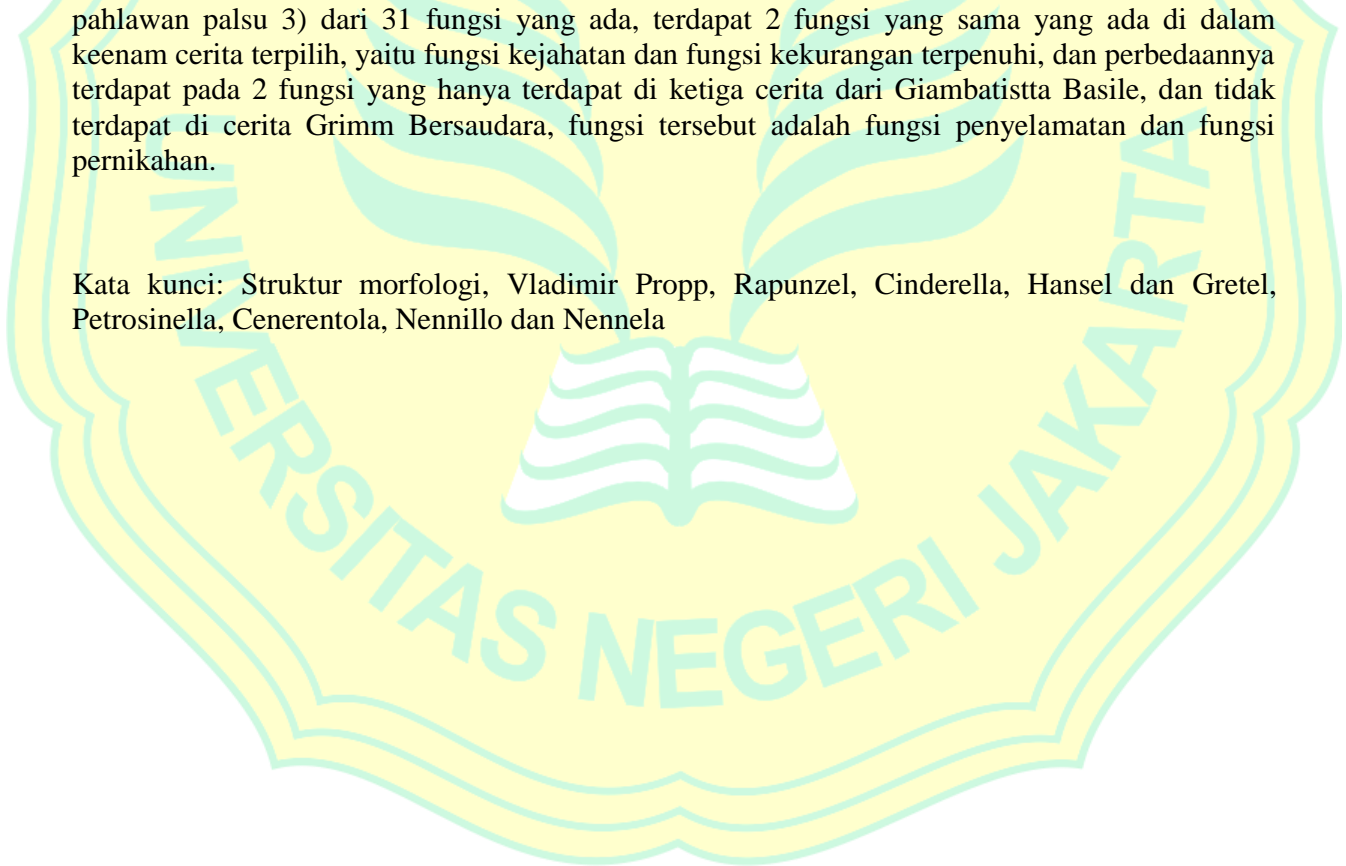 pahlawan palsu 3) dari 31 fungsi yang ada, terdapat 2 fungsi yang sama yang ada di dalam
keenam cerita terpilih, yaitu fungsi kejahatan dan fungsi kekurangan terpenuhi, dan perbedaannya
terdapat pada 2 fungsi yang hanya terdapat di ketiga cerita dari Giambatistta Basile, dan tidak
terdapat di cerita Grimm Bersaudara, fungsi tersebut adalah fungsi penyelamatan dan fungsi
pernikahan.
Kata kunci: Struktur morfologi, Vladimir Propp, Rapunzel, Cinderella, Hansel dan Gretel,
Petrosinella, Cenerentola, Nennillo dan Nennela
UNIVERSITAS NEGERI JAKARTA